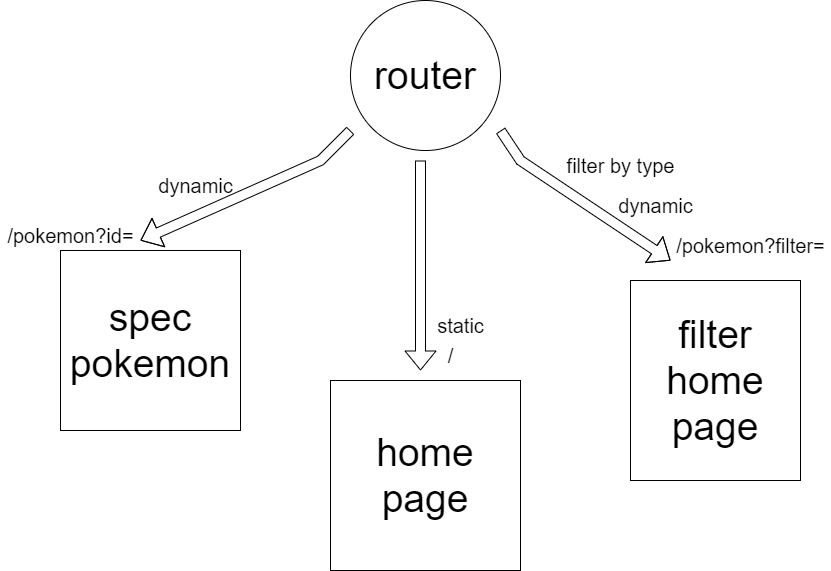 router
dynamic
filter by type
dynamic
/pokemon?id=
/pokemon?filter=
spec
pokemon
static
/
filter
home
page
home
page